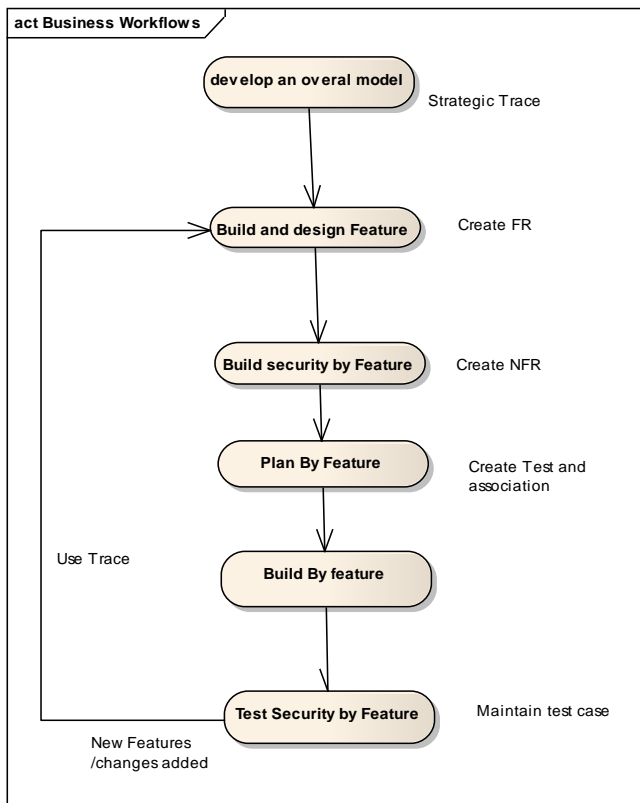 act Business Workflows
develop an overal model
Strategic Trace
Build and design Feature
Create FR
Build security by Feature
Create NFR
Plan By Feature
Create Test and
association
Use Trace
Build By feature
Test Security by Feature
Maintain test case
New Features
/changes added